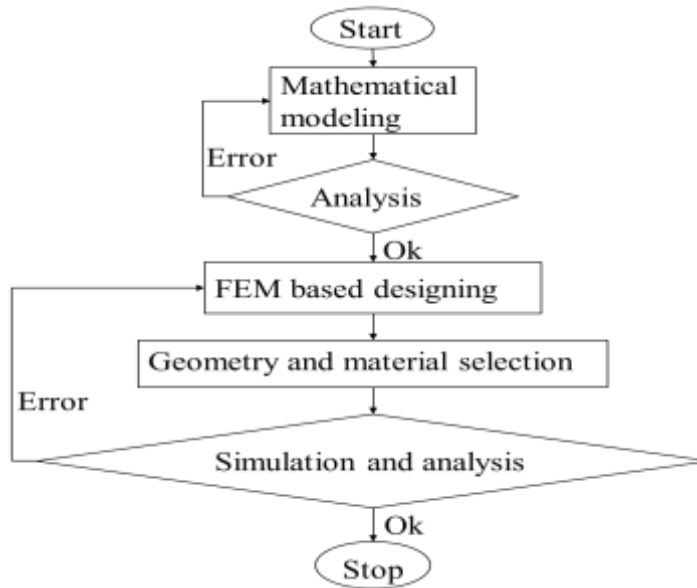 Start
Mathematical
modeling
Error
Analysis
Ok
FEM based designing
Geometry and material selection
Error
Simulation and analysis
Ok
Stop